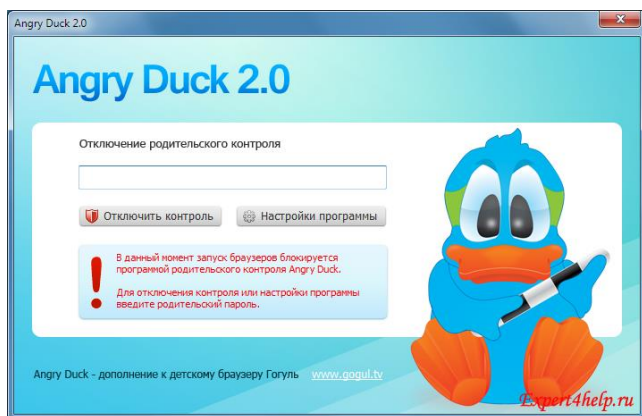 Angry Duck 2.0
Angry Duck 2.0
Отключение родительского контроля
Отключить контроль
Настройки программы
В данный момент запуск браузеров блокируется
программой родительского контроля Angry Duck.
Для отключения контроля или настройки программы
введите родительский пароль.
Angry Duck - дополнение к детскому браузеру Гогуль www.gogul.tv
Expert4help.ru